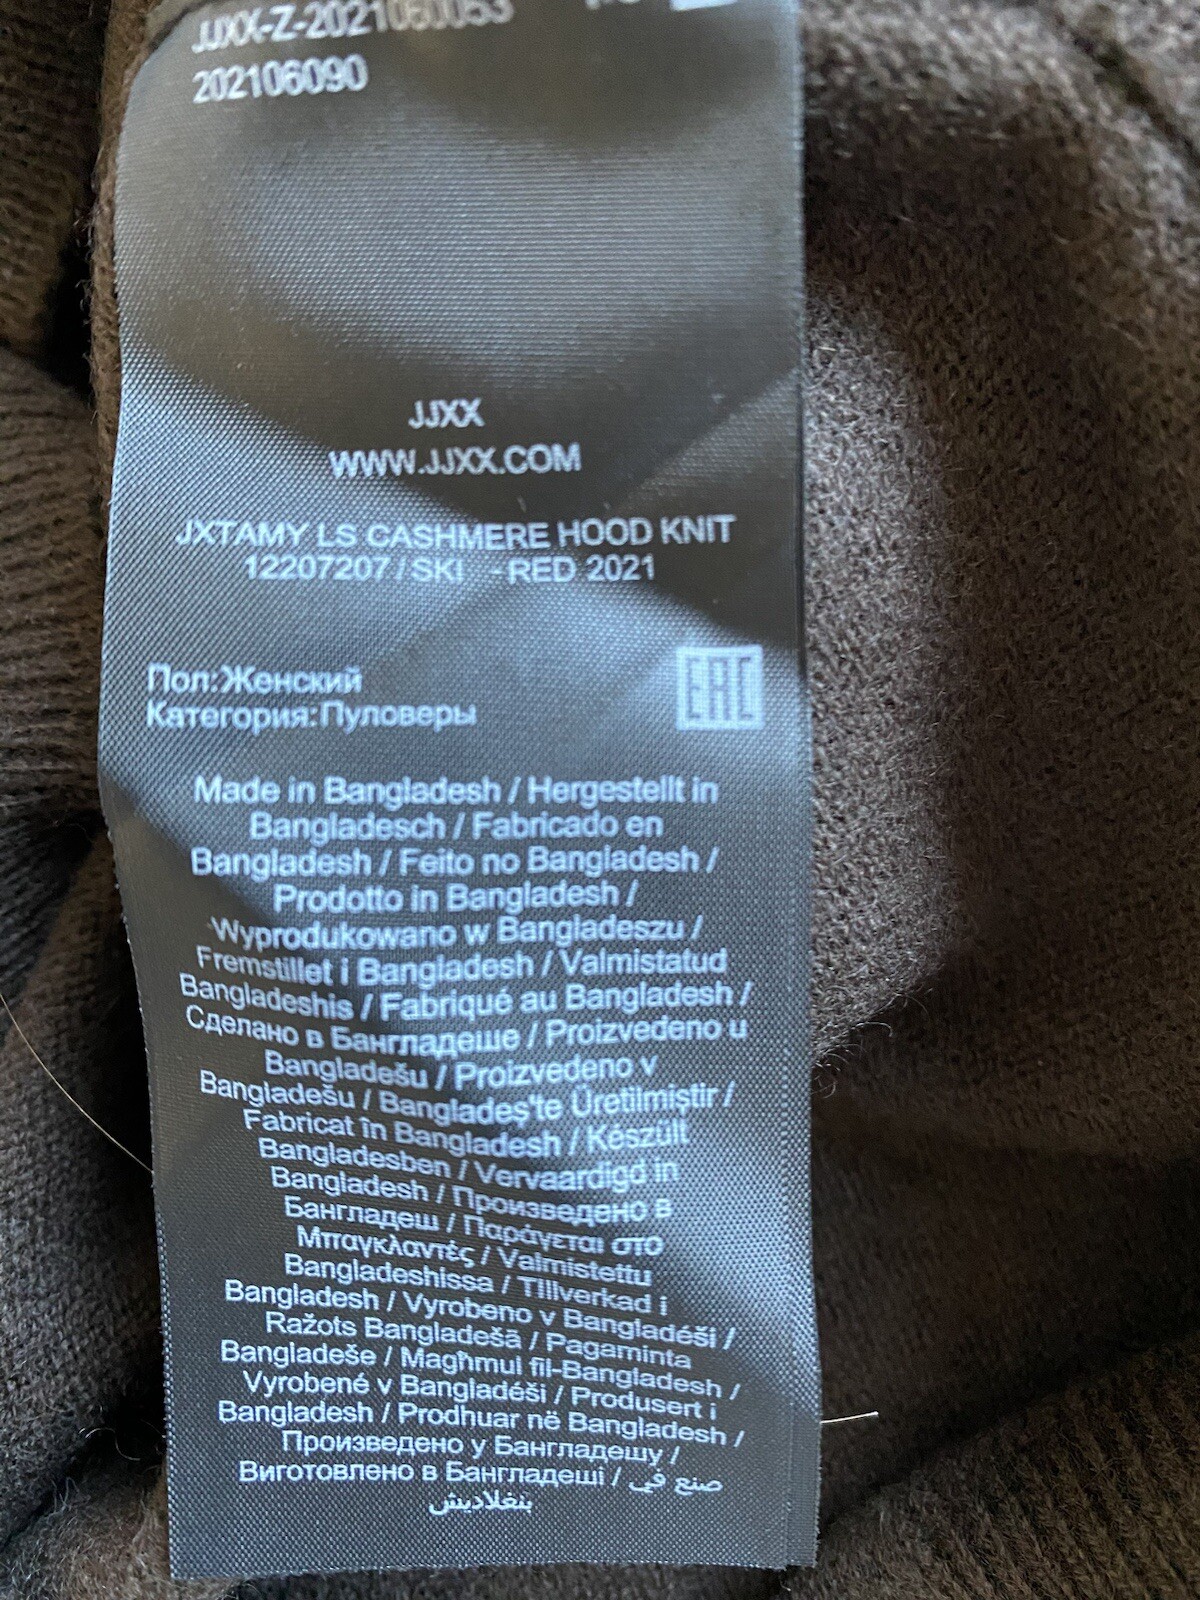 JJXX-Z-2021060053
202106090
JJXX
WWW.JJXX.COM
JXTAMY LS CASHMERE HOOD KNIT
12207207 / SKI -RED 2021
Пол:Женский
Категория:Пуловеры
EAC
Made in Bangladesh / Hergestellt in
Bangladesch / Fabricado en
Bangladesh / Feito no Bangladesh /
Prodotto in Bangladesh /
Wyprodukowano w Bangladeszu /
Fremstillet i Bangladesh / Valmistatud
Bangladeshis / Fabriqué au Bangladesh /
Сделано в Бангладеше / Proizvedeno u
Bangladešu / Proizvedeno v
Bangladešu / Bangladeş'te Üretilmiştir /
Fabricat în Bangladesh / Készült
Bangladesben / Vervaardigd in
Bangladesh / Произведено в
Бангладеш / Παράγεται στο
Μπαγκλαντές / Valmistettu
Bangladeshissa / Tillverkad i
Bangladesh / Vyrobeno v Bangladéši /
Ražots Bangladešā / Pagaminta
Bangladeše / Magħmul fil-Bangladesh /
Vyrobené v Bangladéši / Produsert i
Bangladesh / Prodhuar në Bangladesh /
Произведено у Бангладешу /
Виготовлено в Бангладеші / صنع في
بنغلاديش